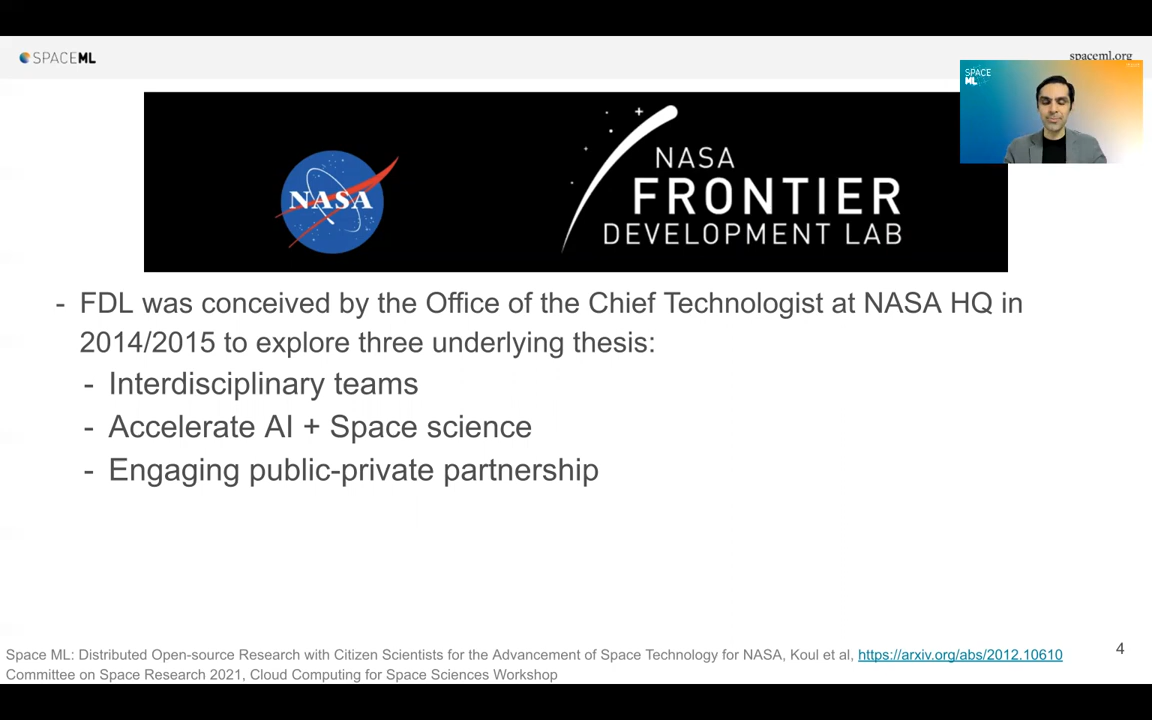 SPACEML
spaceml.org
SPACE
ML
NASA
NASA
FRONTIER
DEVELOPMENT LAB
- FDL was conceived by the Office of the Chief Technologist at NASA HQ in
2014/2015 to explore three underlying thesis:
- Interdisciplinary teams
- Accelerate AI + Space science
- Engaging public-private partnership
4
Space ML: Distributed Open-source Research with Citizen Scientists for the Advancement of Space Technology for NASA, Koul et al, https://arxiv.org/abs/2012.10610
Committee on Space Research 2021, Cloud Computing for Space Sciences Workshop